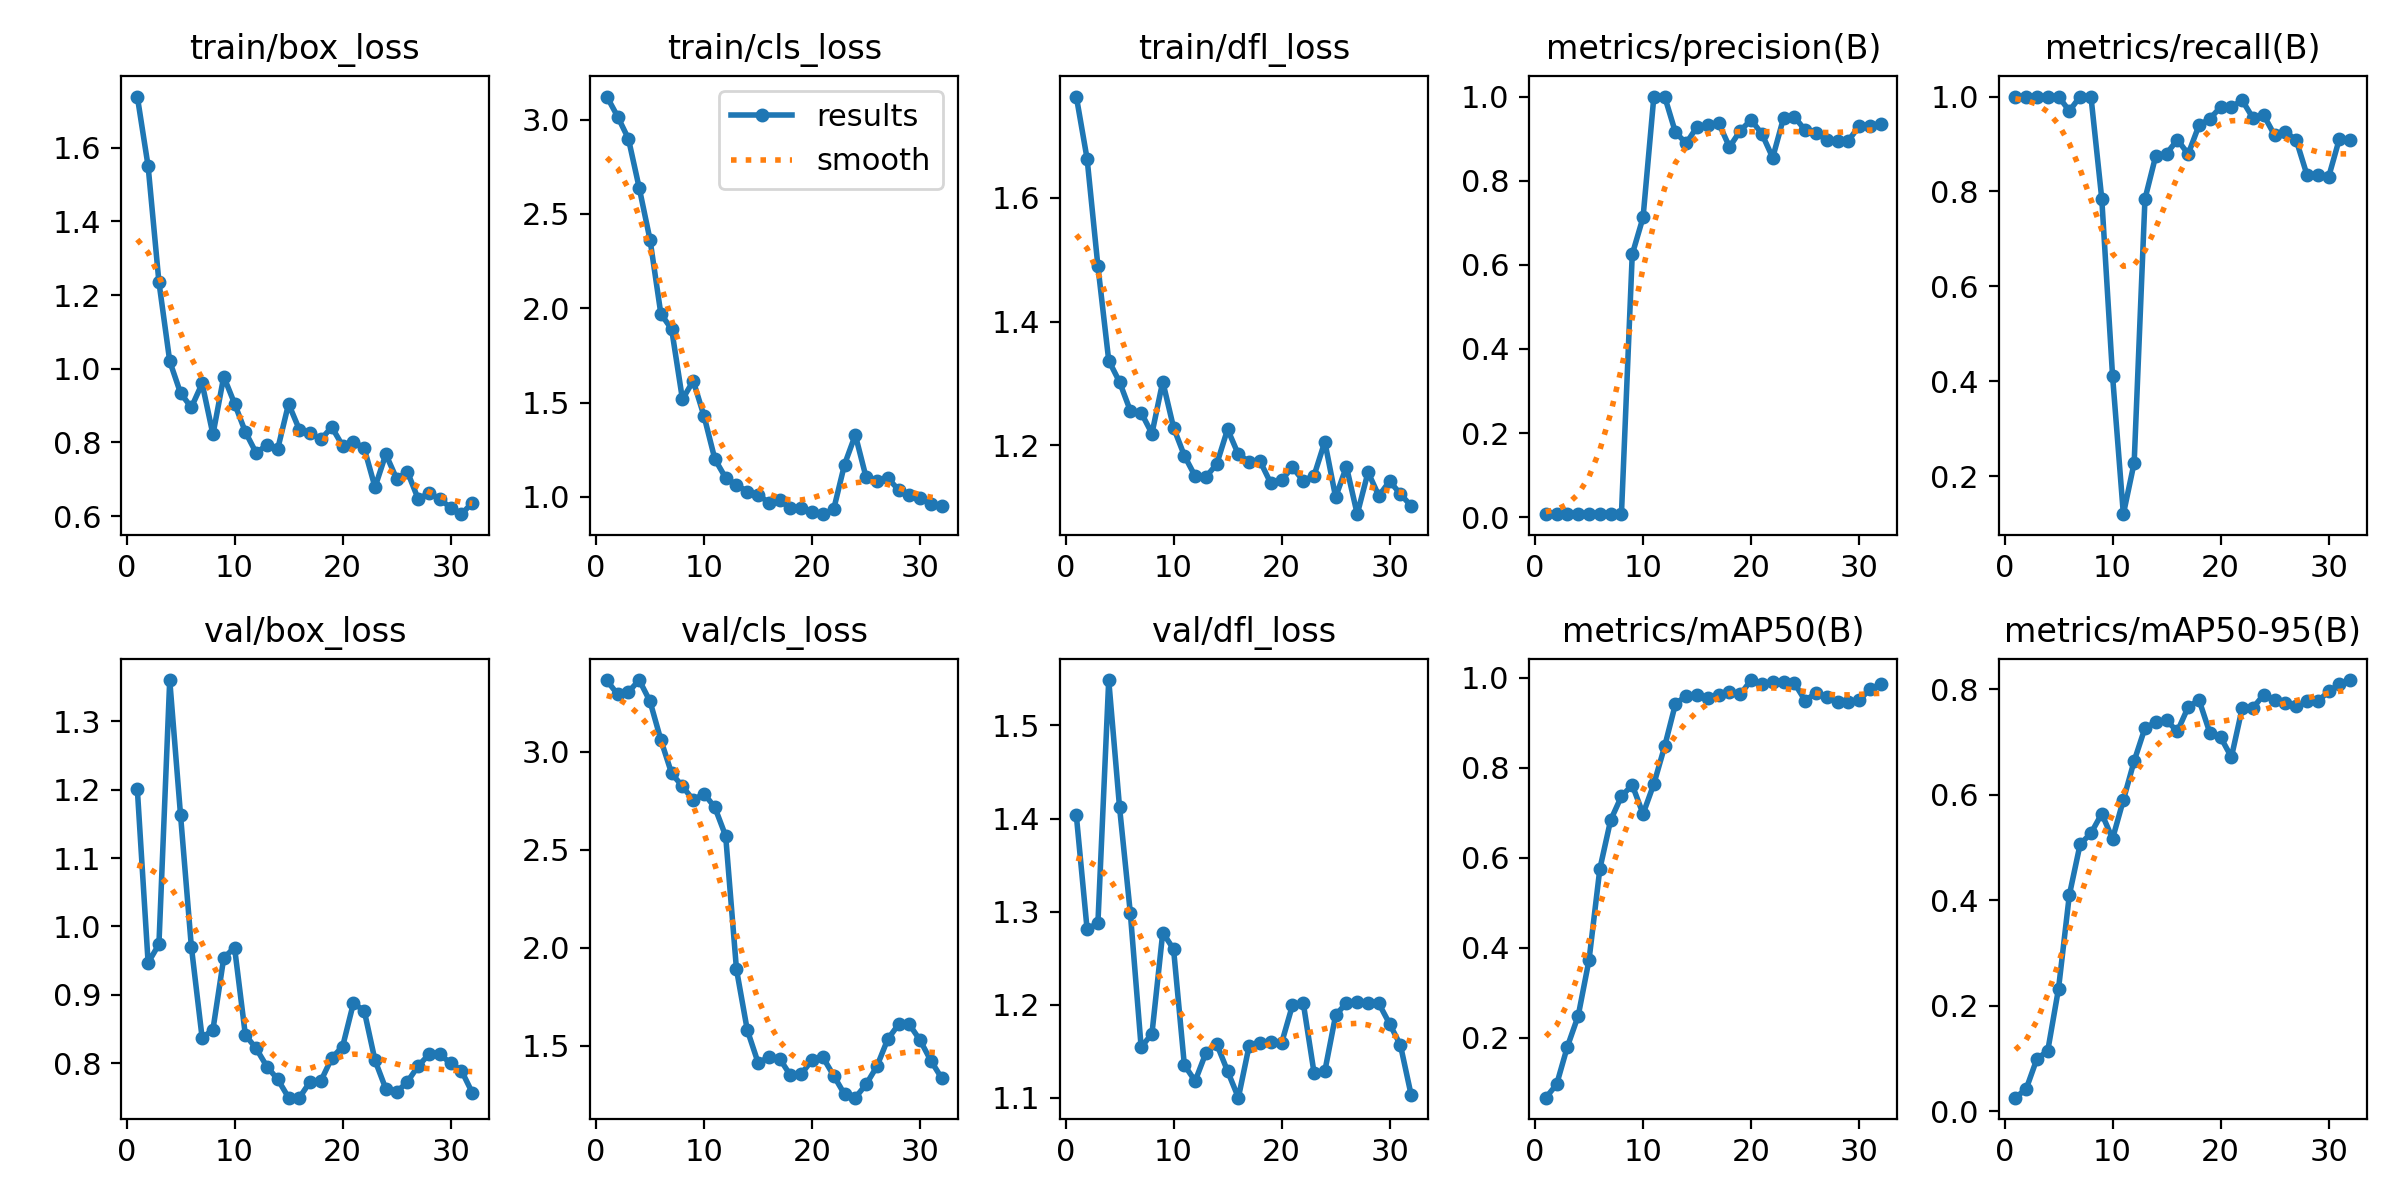 train/box_loss
train/cls_loss
train/dfl_loss
metrics/precision(B)
metrics/recall(B)
results
smooth
1.6
1.4
1.2
1.0
0.8
0.6
0 10 20 30
3.0
2.5
2.0
1.5
1.0
0 10 20 30
1.6
1.4
1.2
0 10 20 30
1.0
0.8
0.6
0.4
0.2
0.0
0 10 20 30
1.0
0.8
0.6
0.4
0.2
0 10 20 30
val/box_loss
val/cls_loss
val/dfl_loss
metrics/mAP50(B)
metrics/mAP50-95(B)
1.3
1.2
1.1
1.0
0.9
0.8
0 10 20 30
3.0
2.5
2.0
1.5
0 10 20 30
1.5
1.4
1.3
1.2
1.1
0 10 20 30
1.0
0.8
0.6
0.4
0.2
0 10 20 30
0.8
0.6
0.4
0.2
0.0
0 10 20 30